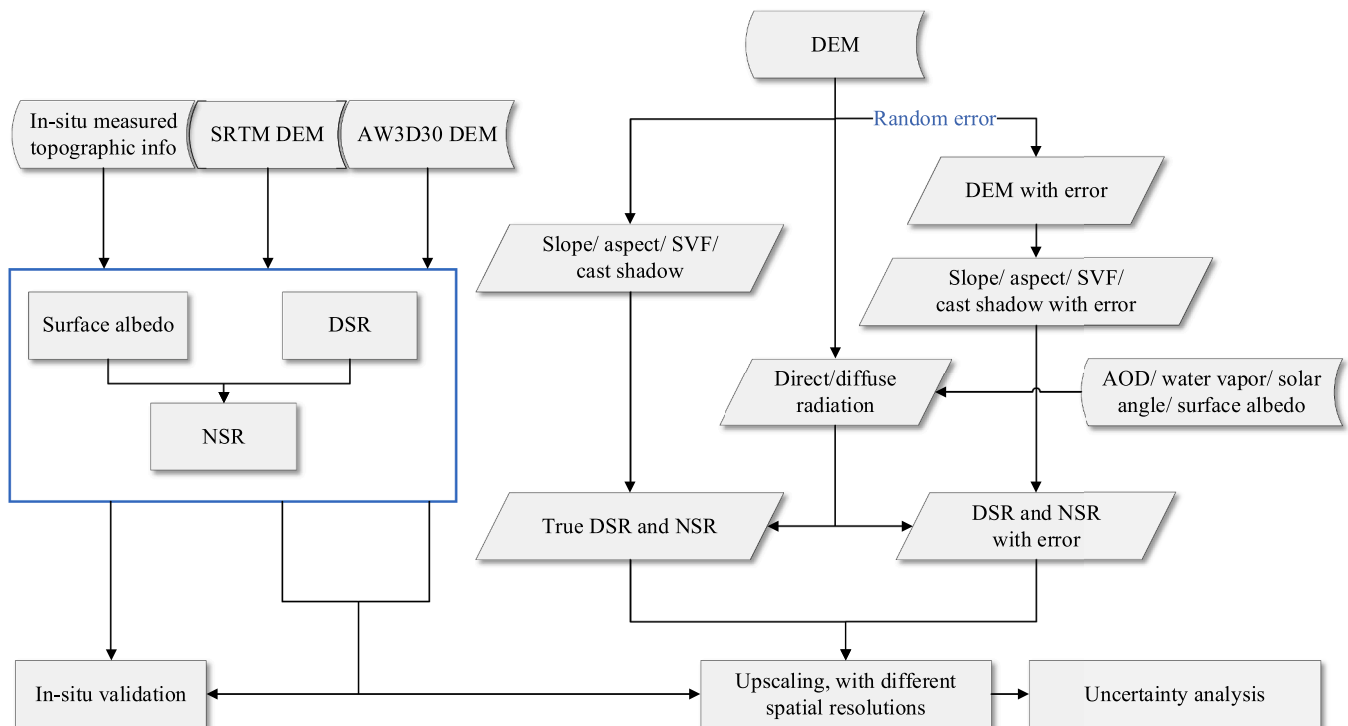 DEM
In-situ measured
topographic info
SRTM DEM
AW3D30 DEM
Random error
DEM with error
Slope/ aspect/ SVF/
cast shadow
Slope/ aspect/ SVF/
cast shadow with error
Surface albedo
DSR
NSR
Direct/diffuse
radiation
AOD/ water vapor/ solar
angle/ surface albedo
True DSR and NSR
DSR and NSR
with error
In-situ validation
Upscaling, with different
spatial resolutions
Uncertainty analysis